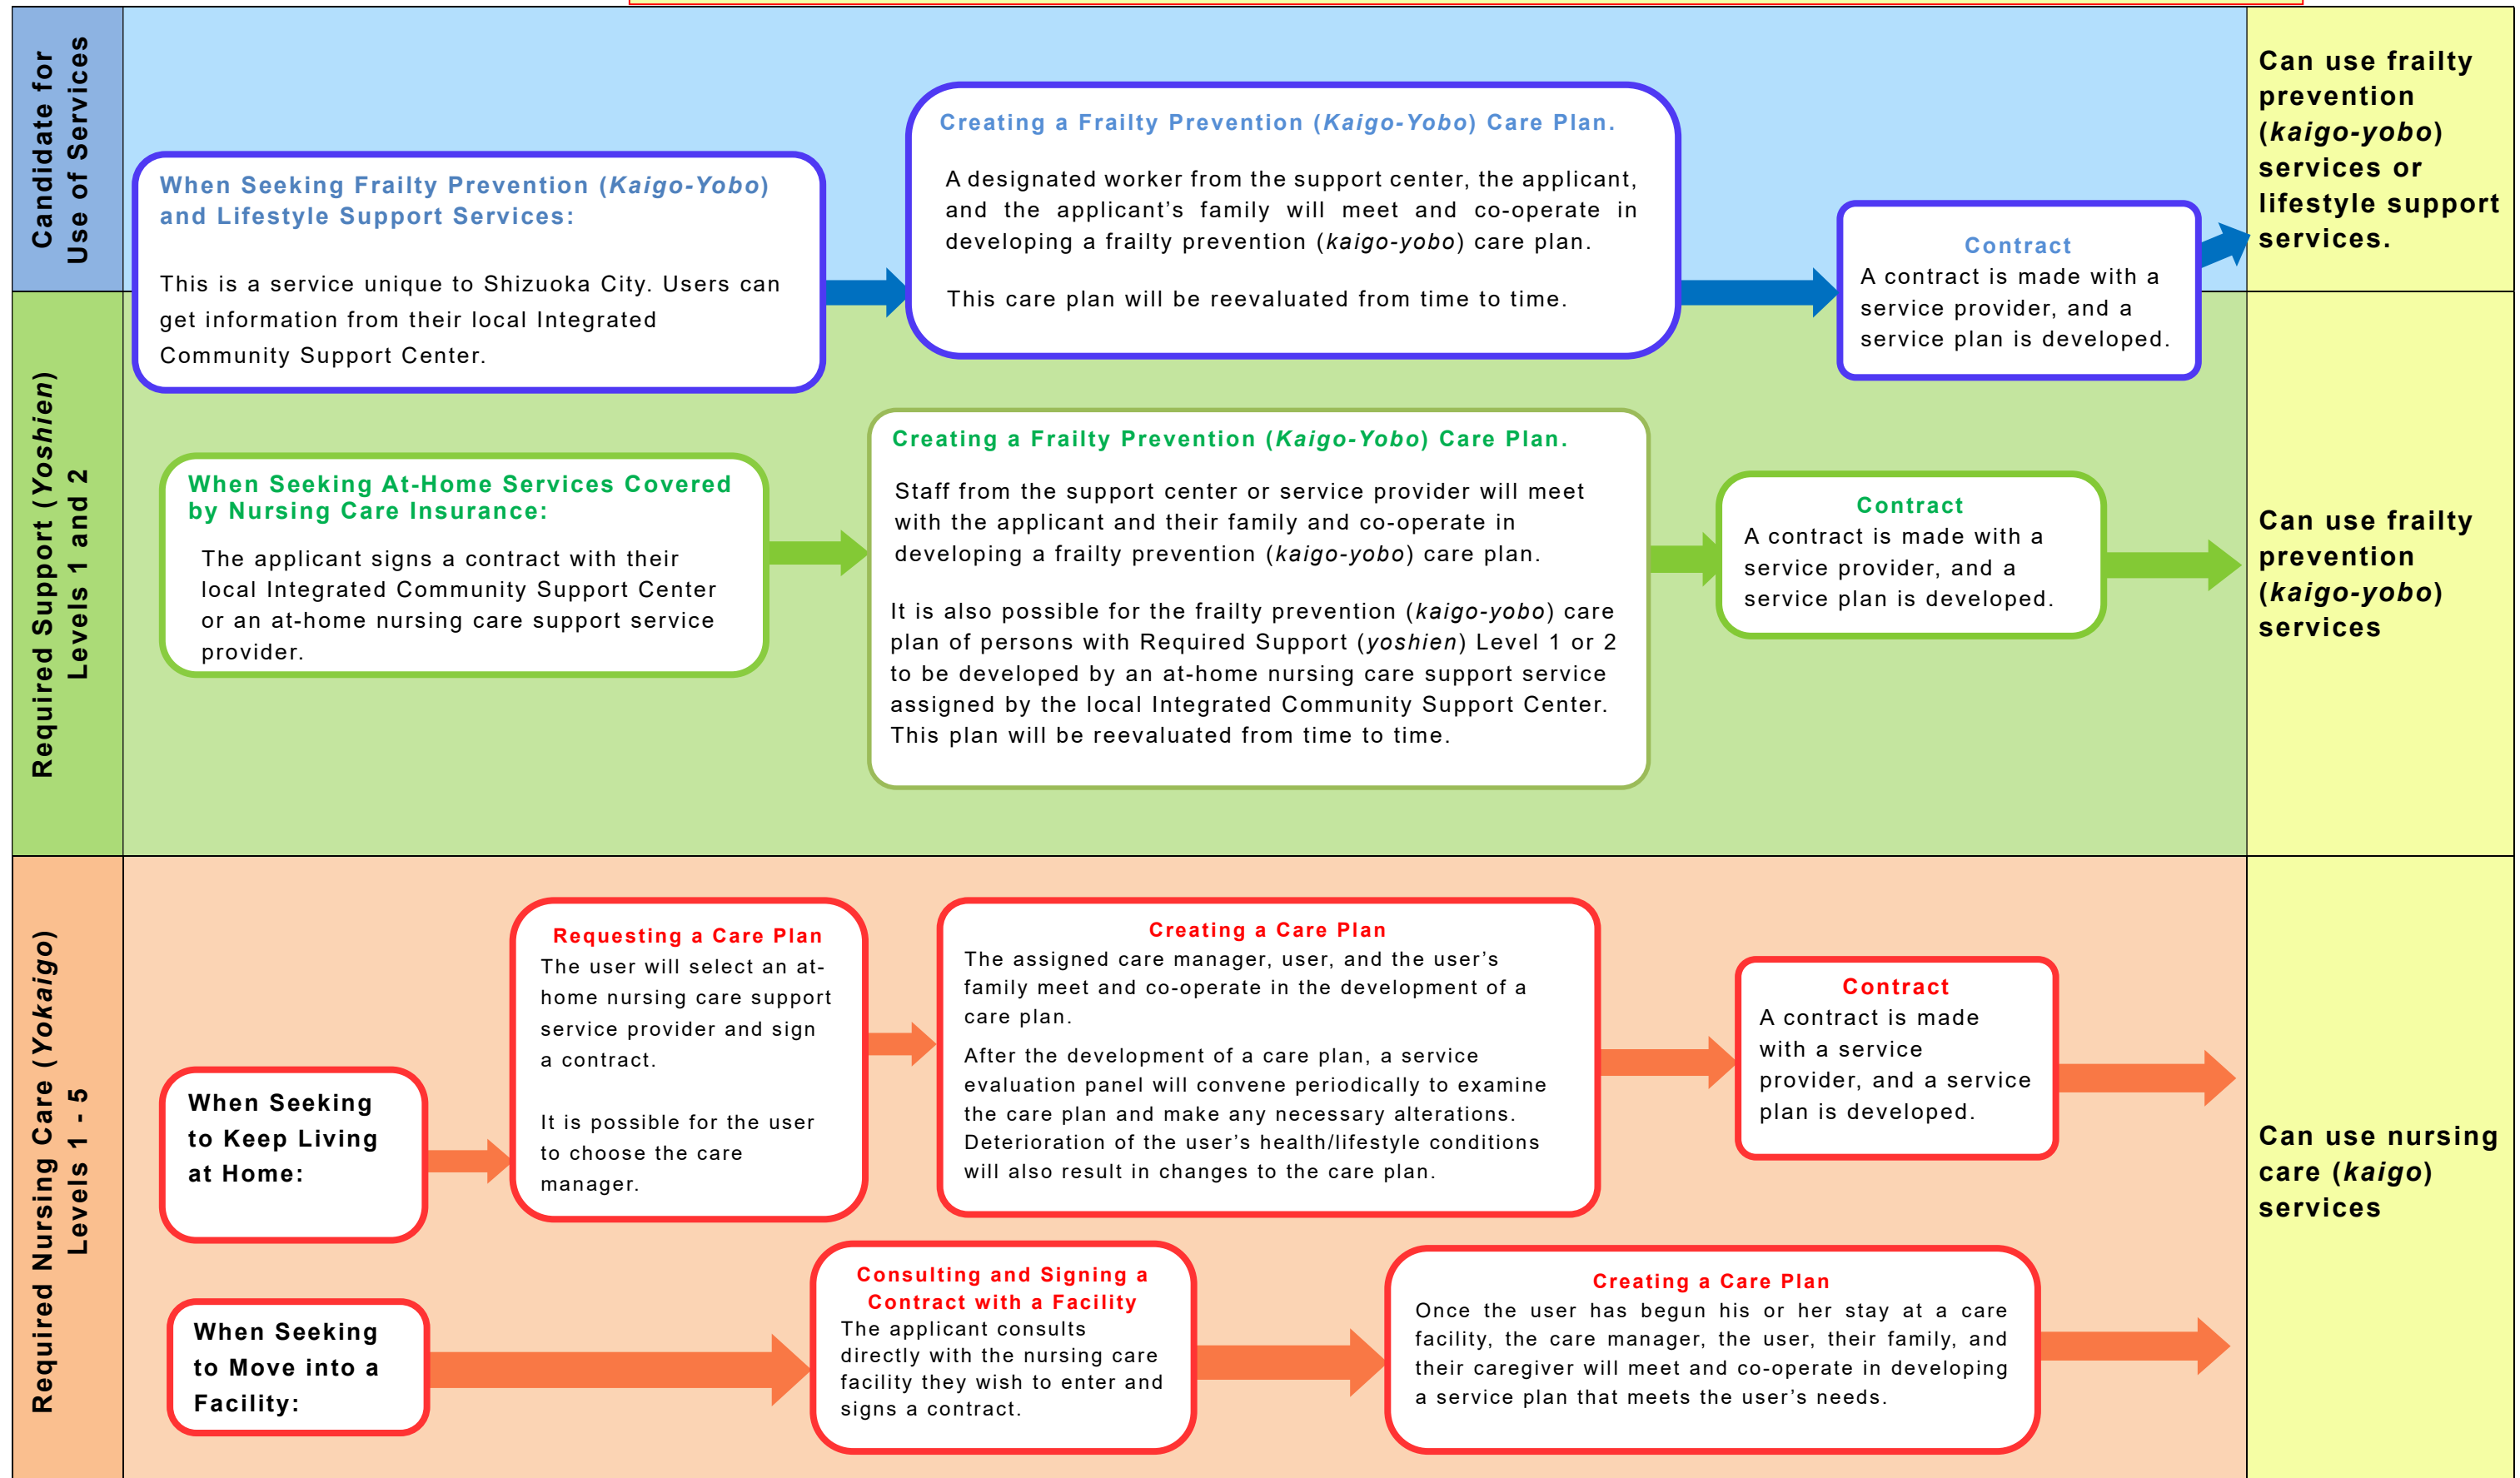 Candidate for
Use of Services
When Seeking Frailty Prevention (Kaigo-Yobo)
and Lifestyle Support Services:
This is a service unique to Shizuoka City. Users can
get information from their local Integrated
Community Support Center.
Creating a Frailty Prevention (Kaigo-Yobo) Care Plan.
A designated worker from the support center, the applicant,
and the applicant’s family will meet and co-operate in
developing a frailty prevention (kaigo-yobo) care plan.
This care plan will be reevaluated from time to time.
Contract
A contract is made with a
service provider, and a
service plan is developed.
Can use frailty
prevention
(kaigo-yobo)
services or
lifestyle support
services.
Required Support (Yoshien)
Levels 1 and 2
When Seeking At-Home Services Covered
by Nursing Care Insurance:
The applicant signs a contract with their
local Integrated Community Support Center
or an at-home nursing care support service
provider.
Creating a Frailty Prevention (Kaigo-Yobo) Care Plan.
Staff from the support center or service provider will meet
with the applicant and their family and co-operate in
developing a frailty prevention (kaigo-yobo) care plan.
It is also possible for the frailty prevention (kaigo-yobo) care
plan of persons with Required Support (yoshien) Level 1 or 2
to be developed by an at-home nursing care support service
assigned by the local Integrated Community Support Center.
This plan will be reevaluated from time to time.
Contract
A contract is made with a
service provider, and a
service plan is developed.
Can use frailty
prevention
(kaigo-yobo)
services
Required Nursing Care (Yokaigo)
Levels 1 - 5
When Seeking
to Keep Living
at Home:
Requesting a Care Plan
The user will select an at-
home nursing care support
service provider and sign
a contract.
It is possible for the user
to choose the care
manager.
Creating a Care Plan
The assigned care manager, user, and the user’s
family meet and co-operate in the development of a
care plan.
After the development of a care plan, a service
evaluation panel will convene periodically to examine
the care plan and make any necessary alterations.
Deterioration of the user’s health/lifestyle conditions
will also result in changes to the care plan.
Contract
A contract is made
with a service
provider, and a service
plan is developed.
When Seeking
to Move into a
Facility:
Consulting and Signing a
Contract with a Facility
The applicant consults
directly with the nursing care
facility they wish to enter and
signs a contract.
Creating a Care Plan
Once the user has begun his or her stay at a care
facility, the care manager, the user, their family, and
their caregiver will meet and co-operate in developing
a service plan that meets the user’s needs.
Can use nursing
care (kaigo)
services